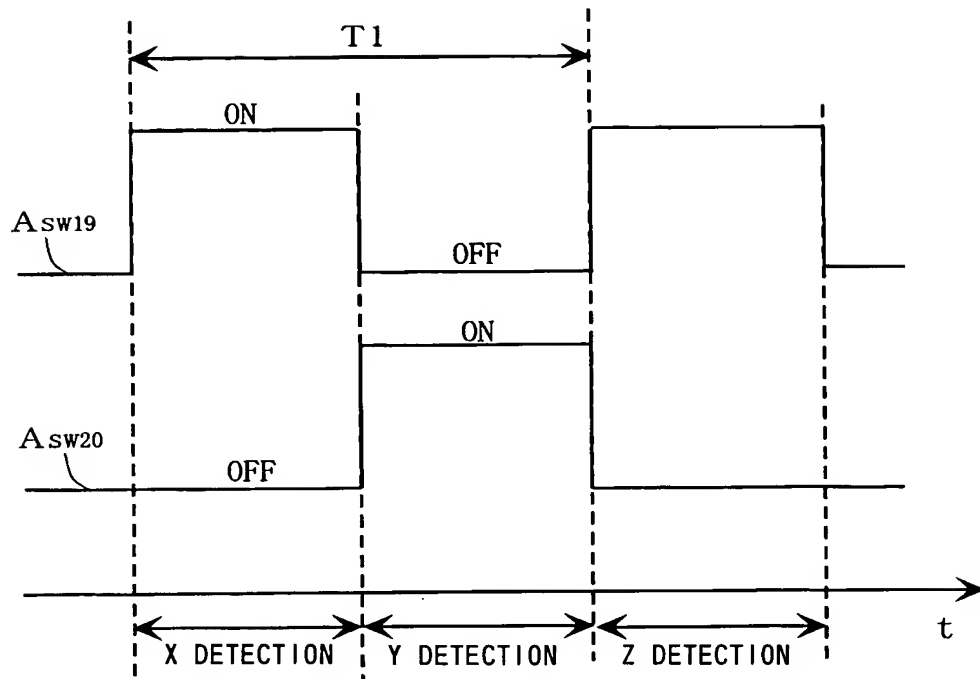 T1
ON
Asw19
OFF
ON
Asw20
OFF
t
X DETECTION
Y DETECTION
Z DETECTION